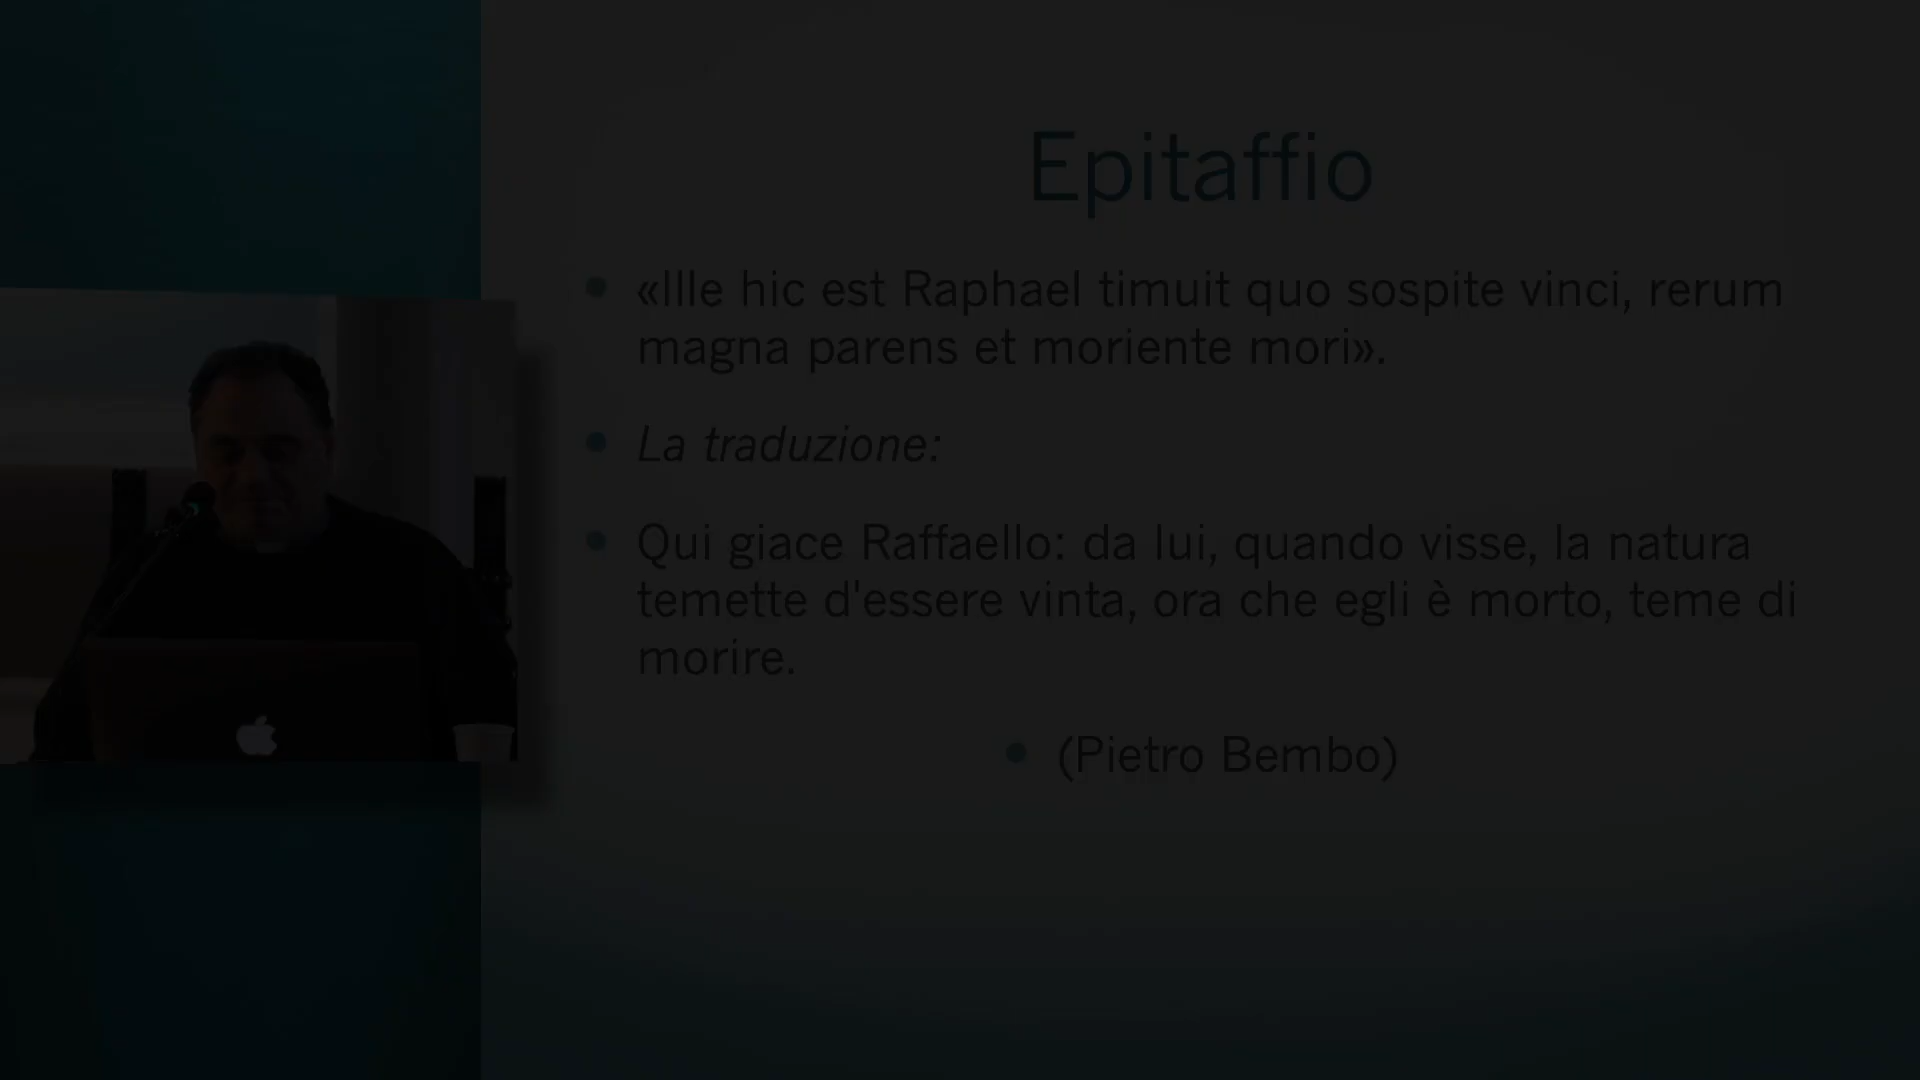 Epitaffio
«Ille hic est Raphael timuit quo sospite vinci, rerum
magna parens et moriente mori».
La traduzione:
Qui giace Raffaello: da lui, quando visse, la natura
temette d'essere vinta, ora che egli è morto, teme di
morire.
(Pietro Bembo)